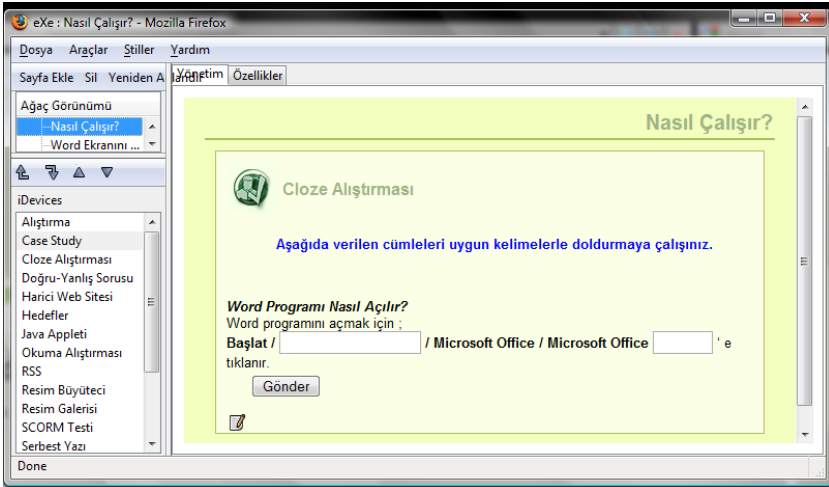 eXe : Nasıl Çalışır? - Mozilla Firefox
Dosya Araçlar Stiller Yardım
Sayfa Ekle Sil Yeniden Adlandır
Yönetim Özellikler
Ağaç Görünümü
Nasıl Çalışır?
Word Ekranını ...
iDevices
Alıştırma
Case Study
Cloze Alıştırması
Doğru-Yanlış Sorusu
Harici Web Sitesi
Hedefler
Java Appleti
Okuma Alıştırması
RSS
Resim Büyüteci
Resim Galerisi
SCORM Testi
Serbest Yazı
Nasıl Çalışır?
Cloze Alıştırması
Aşağıda verilen cümleleri uygun kelimelerle doldurmaya çalışınız.
Word Programı Nasıl Açılır?
Word programını açmak için ;
Başlat / / Microsoft Office / Microsoft Office ' e
tıklanır.
Gönder
Done